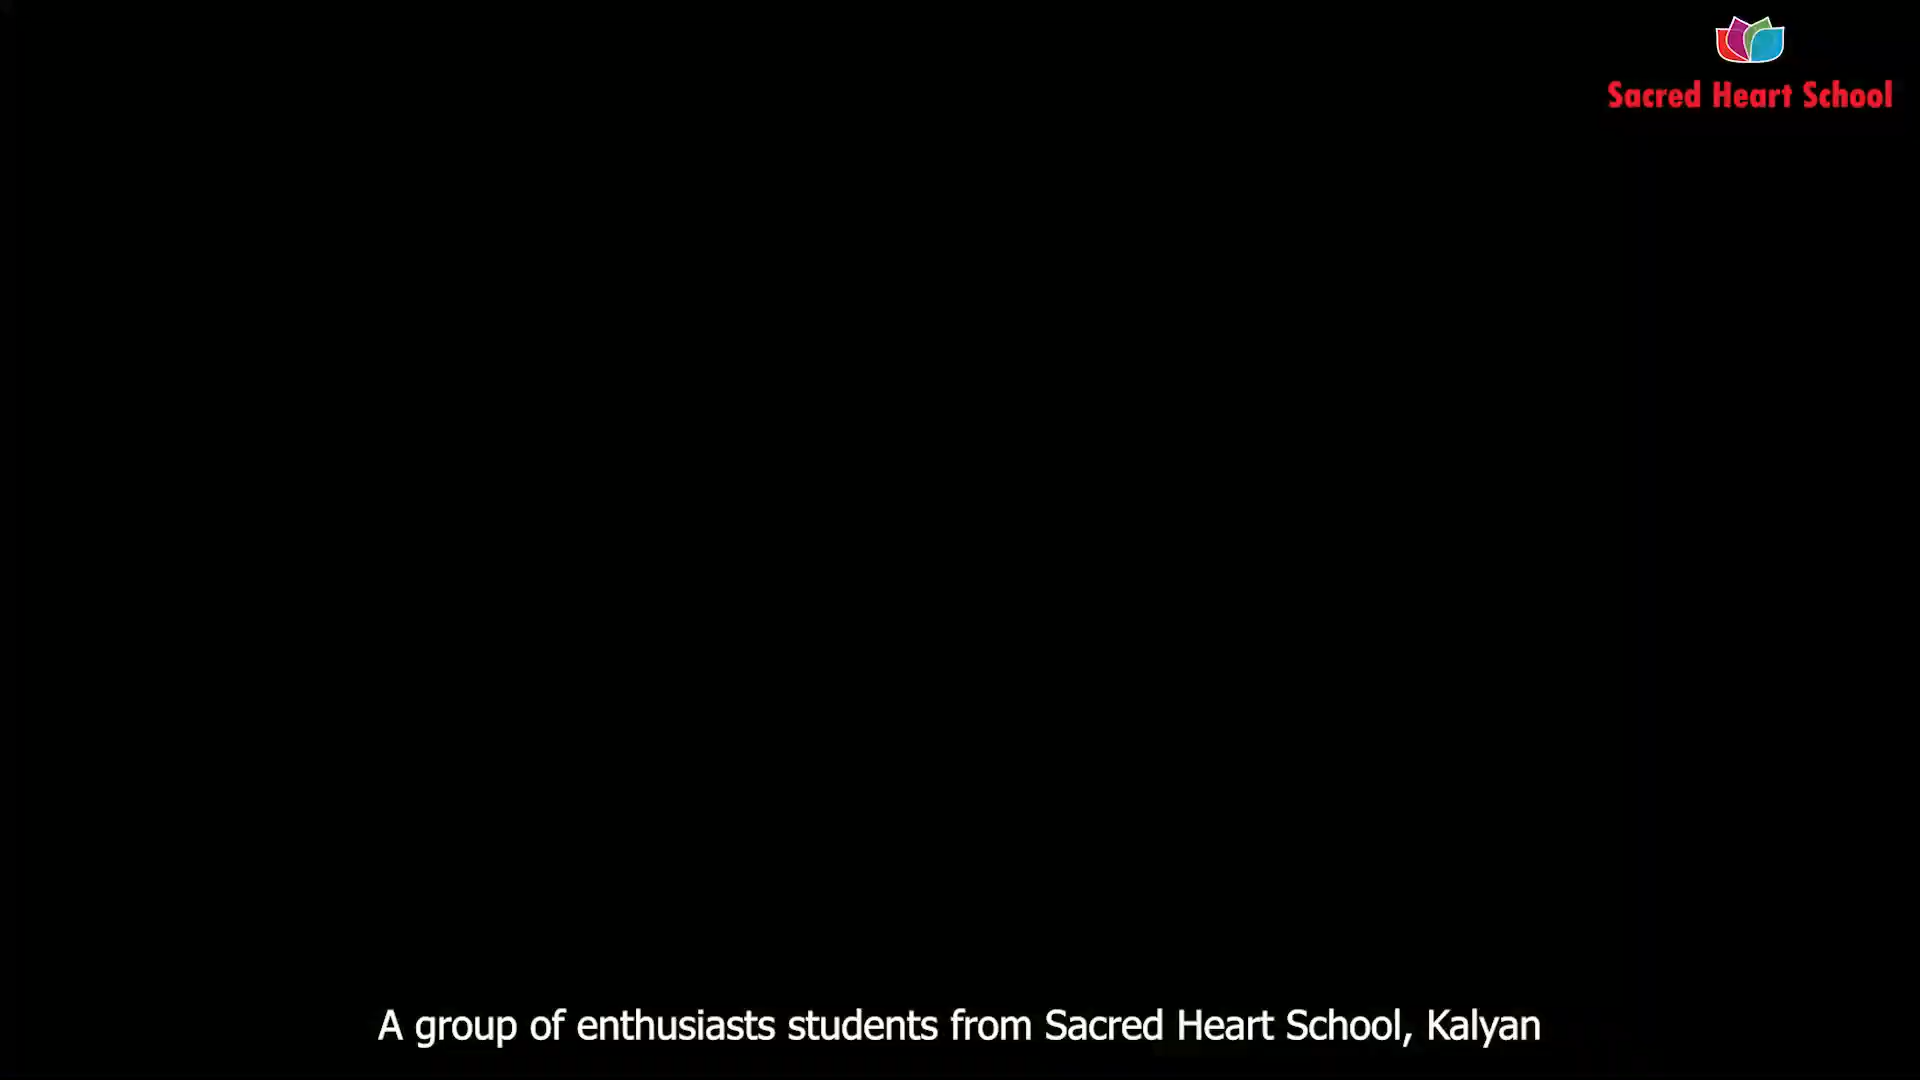 Sacred Heart School
A group of enthusiasts students from Sacred Heart School, Kalyan